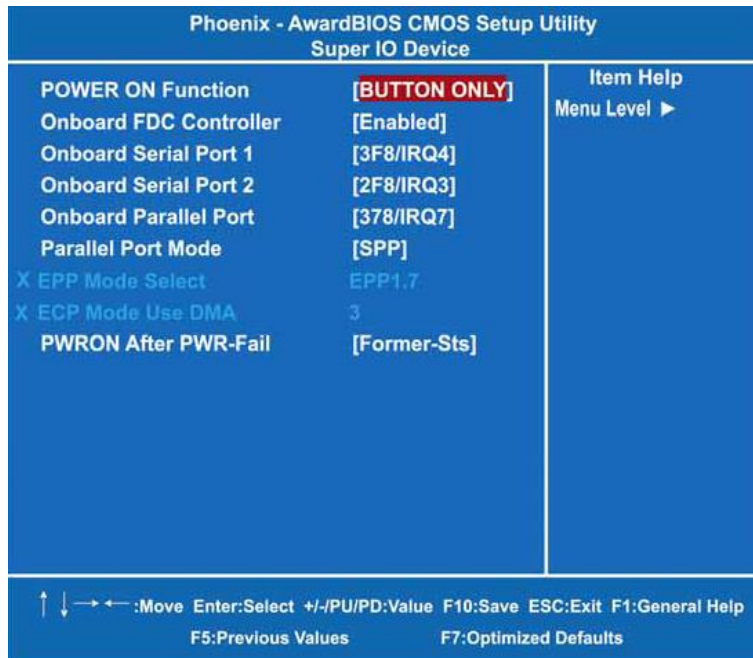 Phoenix - AwardBIOS CMOS Setup Utility
Super IO Device
POWER ON Function [BUTTON ONLY]
Onboard FDC Controller [Enabled]
Onboard Serial Port 1 [3F8/IRQ4]
Onboard Serial Port 2 [2F8/IRQ3]
Onboard Parallel Port [378/IRQ7]
Parallel Port Mode [SPP]
X EPP Mode Select EPP1.7
X ECP Mode Use DMA 3
PWRON After PWR-Fail [Former-Sts]
Item Help
Menu Level ►
↑ ↓ → ← :Move Enter:Select +/-/PU/PD:Value F10:Save ESC:Exit F1:General Help
F5:Previous Values F7:Optimized Defaults